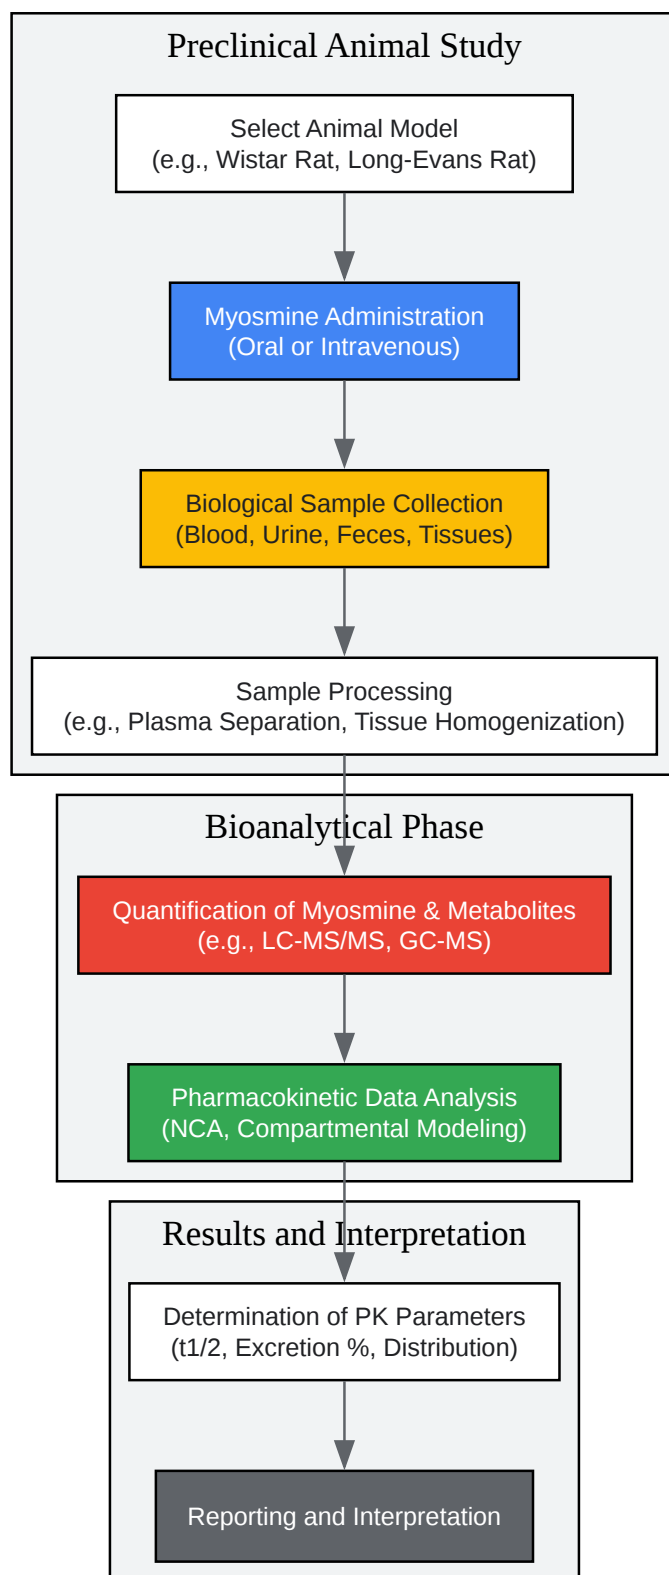 Preclinical Animal Study
Select Animal Model
(e.g., Wistar Rat, Long-Evans Rat)
Myosmine Administration
(Oral or Intravenous)
Biological Sample Collection
(Blood, Urine, Feces, Tissues)
Sample Processing
(e.g., Plasma Separation, Tissue Homogenization)
Bioanalytical Phase
Quantification of Myosmine & Metabolites
(e.g., LC-MS/MS, GC-MS)
Pharmacokinetic Data Analysis
(NCA, Compartmental Modeling)
Results and Interpretation
Determination of PK Parameters
(t1/2, Excretion %, Distribution)
Reporting and Interpretation